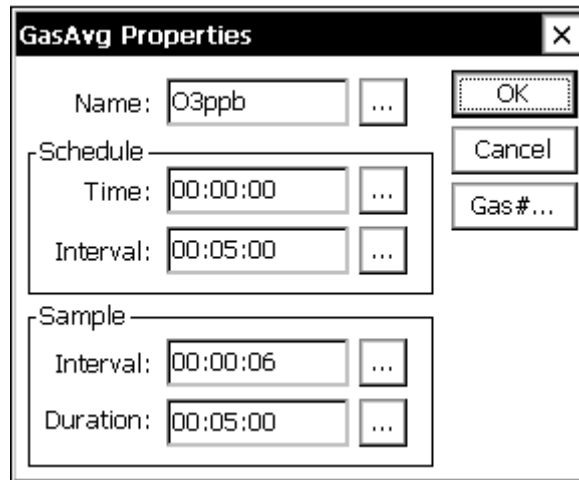 GasAvg Properties
Name: O3ppb ...
OK
Schedule
Cancel
Time: 00:00:00 ...
Gas#...
Interval: 00:05:00 ...
Sample
Interval: 00:00:06 ...
Duration: 00:05:00 ...